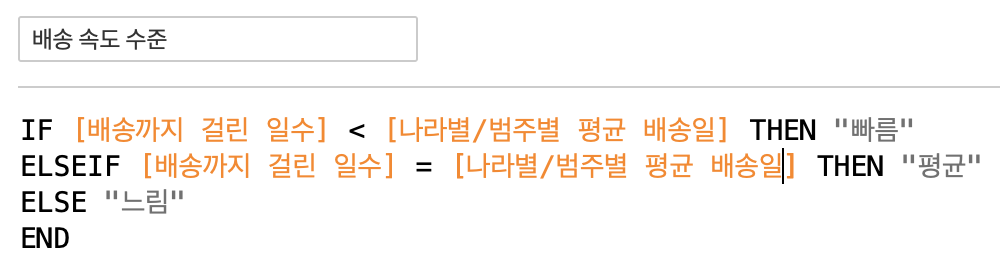 배송 속도 수준
IF [배송까지 걸린 일수] < [나라별/범주별 평균 배송일] THEN "빠름"
ELSEIF [배송까지 걸린 일수] = [나라별/범주별 평균 배송일] THEN "평균"
ELSE "느림"
END